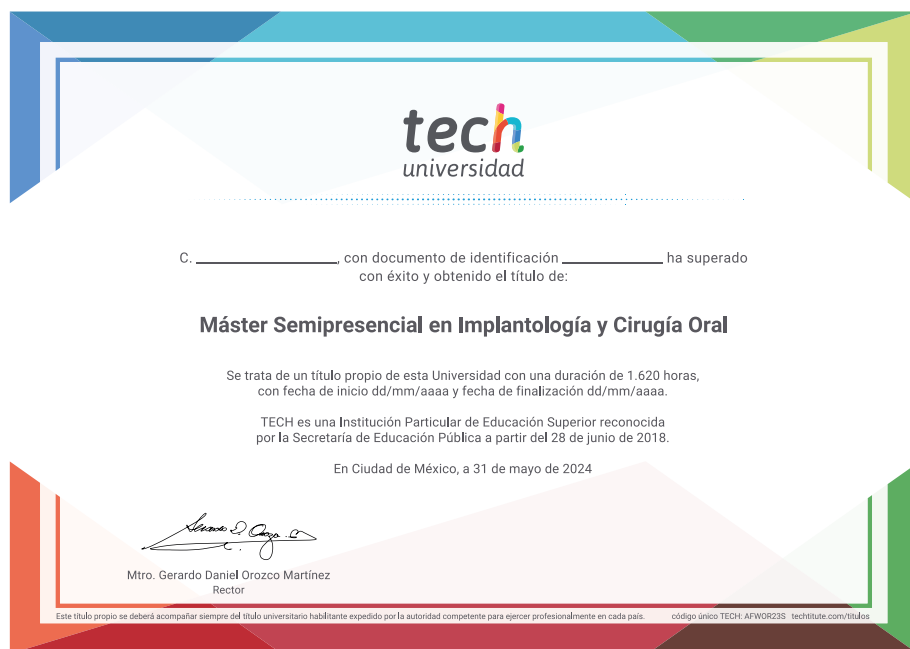 tech
universidad
C. ____________, con documento de identificación ____________ ha superado
con éxito y obtenido el título de:
Máster Semipresencial en Implantología y Cirugía Oral
Se trata de un título propio de esta Universidad con una duración de 1.620 horas,
con fecha de inicio dd/mm/aaaa y fecha de finalización dd/mm/aaaa.
TECH es una Institución Particular de Educación Superior reconocida
por la Secretaría de Educación Pública a partir del 28 de junio de 2018.
En Ciudad de México, a 31 de mayo de 2024
Mtro. Gerardo Daniel Orozco Martínez
Rector
Este título propio se deberá acompañar siempre del título universitario habilitante expedido por la autoridad competente para ejercer profesionalmente en cada país. código único TECH: AFWOR23S techtitute.com/titulos